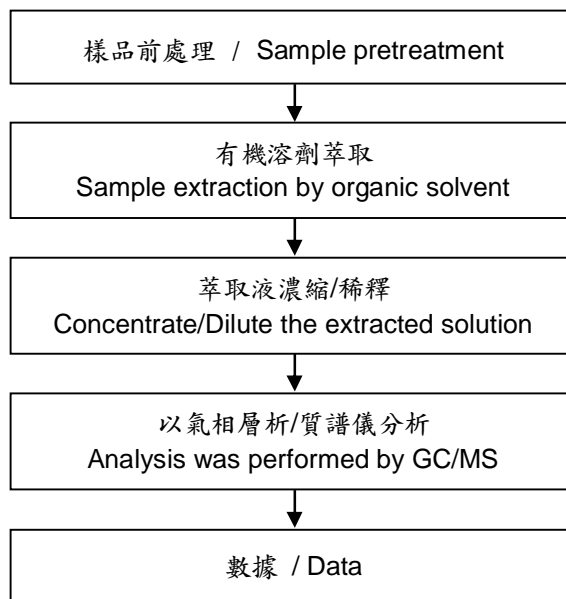 樣品前處理 / Sample pretreatment
有機溶劑萃取
Sample extraction by organic solvent
萃取液濃縮/稀釋
Concentrate/Dilute the extracted solution
以氣相層析/質譜儀分析
Analysis was performed by GC/MS
數據 / Data